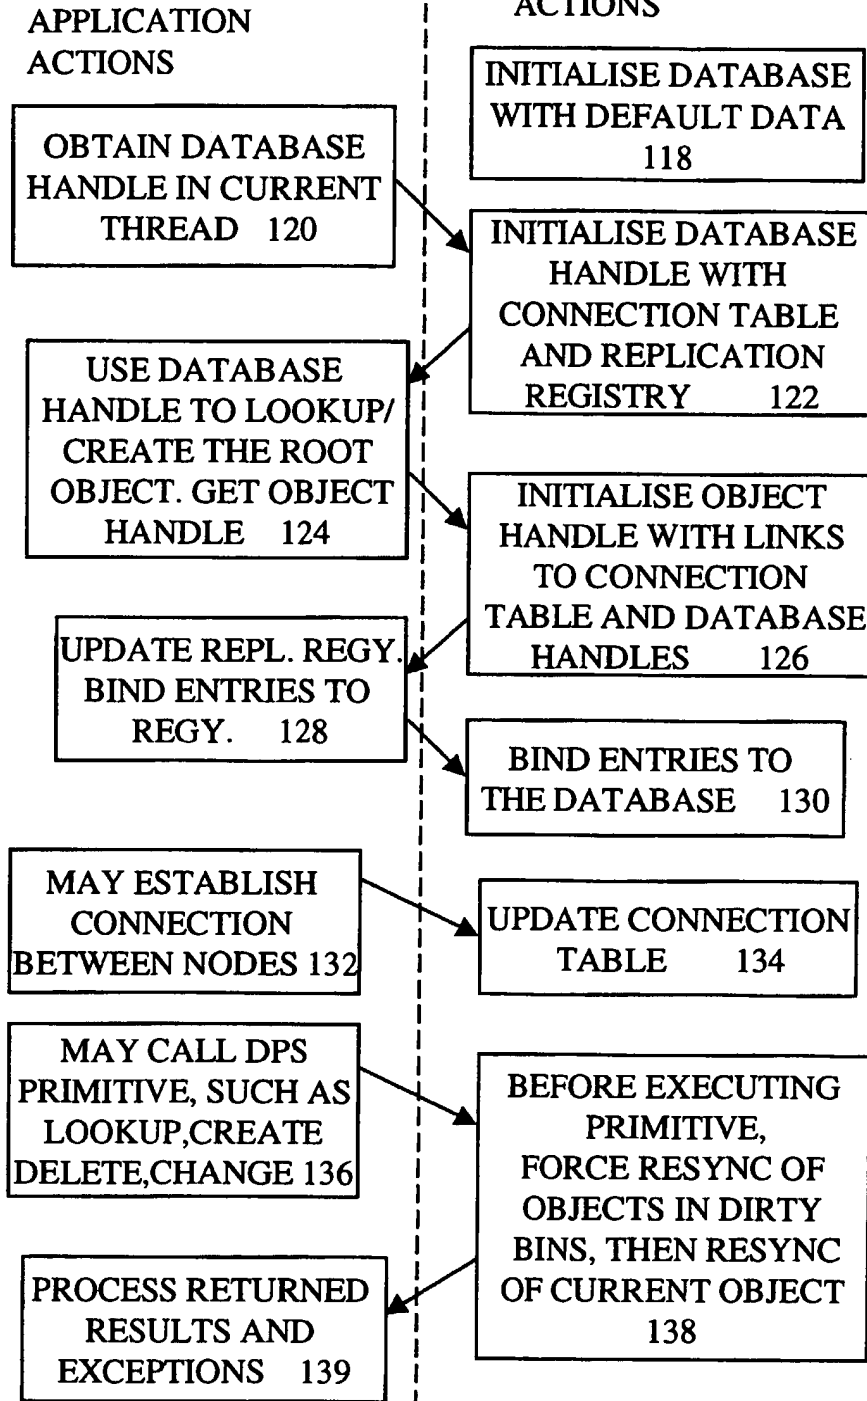 APPLICATION
ACTIONS
ACTIONS
INITIALISE DATABASE
WITH DEFAULT DATA
118
OBTAIN DATABASE
HANDLE IN CURRENT
THREAD 120
INITIALISE DATABASE
HANDLE WITH
CONNECTION TABLE
AND REPLICATION
REGISTRY 122
USE DATABASE
HANDLE TO LOOKUP/
CREATE THE ROOT
OBJECT. GET OBJECT
HANDLE 124
INITIALISE OBJECT
HANDLE WITH LINKS
TO CONNECTION
TABLE AND DATABASE
HANDLES 126
UPDATE REPL. REGY.
BIND ENTRIES TO
REGY. 128
BIND ENTRIES TO
THE DATABASE 130
MAY ESTABLISH
CONNECTION
BETWEEN NODES 132
UPDATE CONNECTION
TABLE 134
MAY CALL DPS
PRIMITIVE, SUCH AS
LOOKUP,CREATE
DELETE,CHANGE 136
BEFORE EXECUTING
PRIMITIVE,
FORCE RESYNC OF
OBJECTS IN DIRTY
BINS, THEN RESYNC
OF CURRENT OBJECT
138
PROCESS RETURNED
RESULTS AND
EXCEPTIONS 139